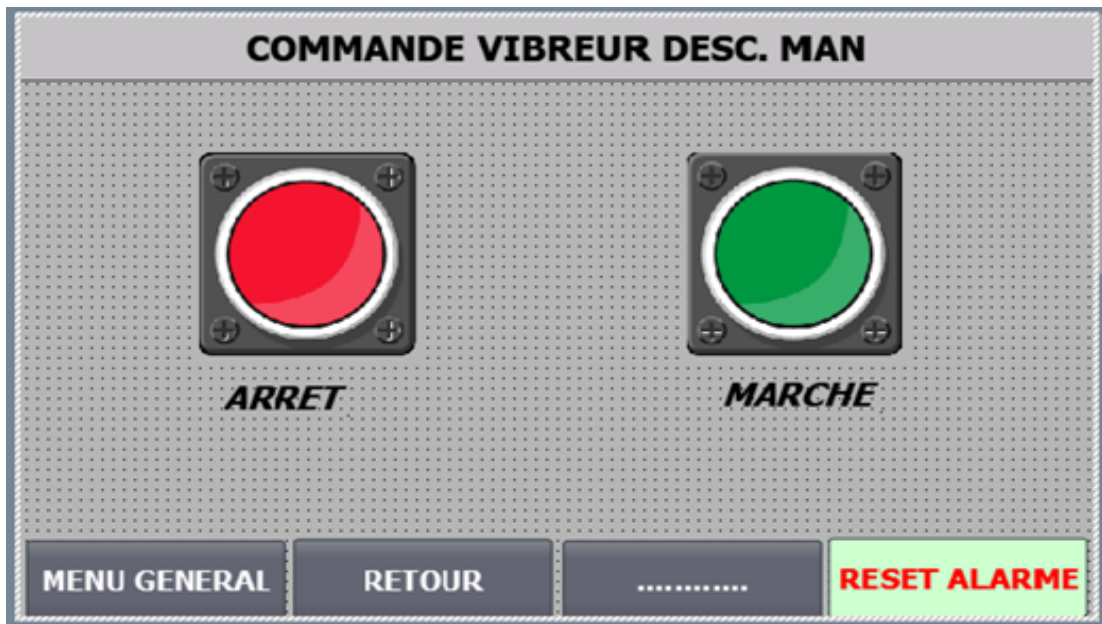 COMMANDE VIBREUR DESC. MAN
ARRET
MARCHE
MENU GENERAL
RETOUR
............
RESET ALARME